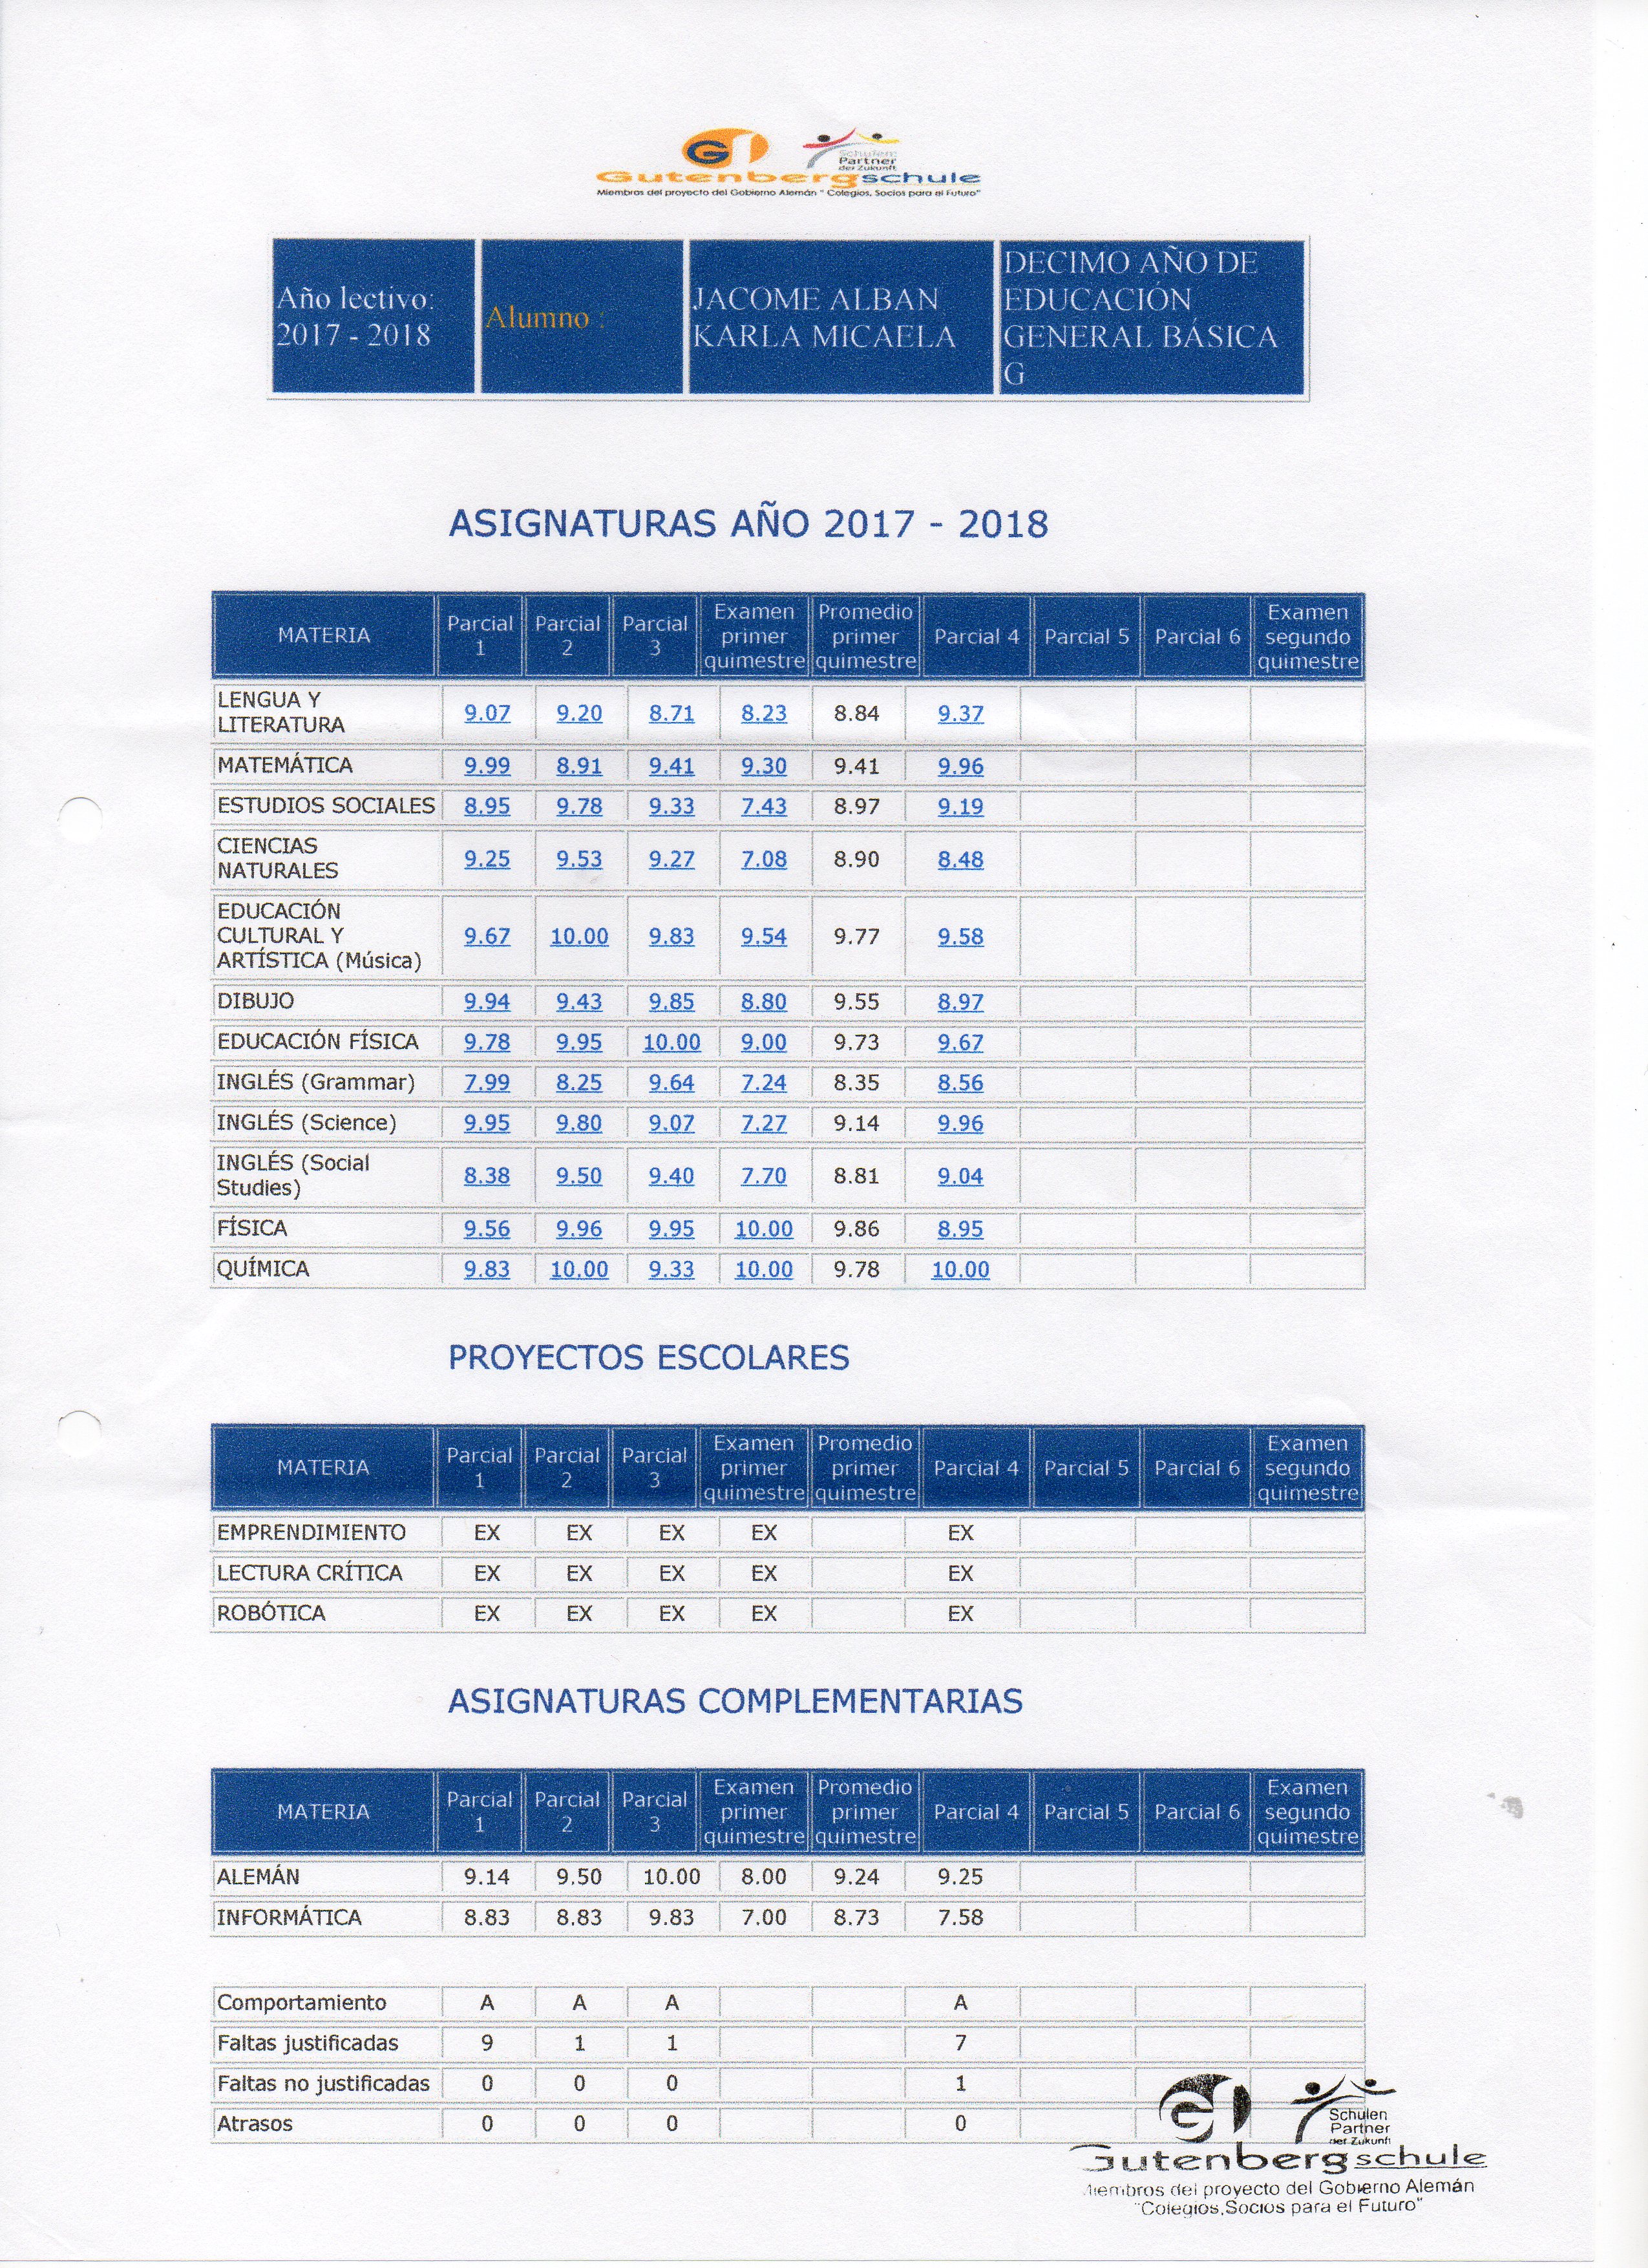 Schulen:
Partner
der Zukunft
Gutenbergschule
Miembros del proyecto del Gobierno Alemán " Colegios, Socios para el Futuro"
Año lectivo:
2017 - 2018
Alumno :
JACOME ALBAN
KARLA MICAELA
DECIMO AÑO DE
EDUCACIÓN
GENERAL BÁSICA
G
ASIGNATURAS AÑO 2017 - 2018
MATERIA Parcial 1 Parcial 2 Parcial 3 Examen primer quimestre Promedio primer quimestre Parcial 4 Parcial 5 Parcial 6 Examen segundo quimestre
LENGUA Y LITERATURA 9.07 9.20 8.71 8.23 8.84 9.37
MATEMÁTICA 9.99 8.91 9.41 9.30 9.41 9.96
ESTUDIOS SOCIALES 8.95 9.78 9.33 7.43 8.97 9.19
CIENCIAS NATURALES 9.25 9.53 9.27 7.08 8.90 8.48
EDUCACIÓN CULTURAL Y ARTÍSTICA (Música) 9.67 10.00 9.83 9.54 9.77 9.58
DIBUJO 9.94 9.43 9.85 8.80 9.55 8.97
EDUCACIÓN FÍSICA 9.78 9.95 10.00 9.00 9.73 9.67
INGLÉS (Grammar) 7.99 8.25 9.64 7.24 8.35 8.56
INGLÉS (Science) 9.95 9.80 9.07 7.27 9.14 9.96
INGLÉS (Social Studies) 8.38 9.50 9.40 7.70 8.81 9.04
FÍSICA 9.56 9.96 9.95 10.00 9.86 8.95
QUÍMICA 9.83 10.00 9.33 10.00 9.78 10.00
PROYECTOS ESCOLARES
MATERIA Parcial 1 Parcial 2 Parcial 3 Examen primer quimestre Promedio primer quimestre Parcial 4 Parcial 5 Parcial 6 Examen segundo quimestre
EMPRENDIMIENTO EX EX EX EX EX
LECTURA CRÍTICA EX EX EX EX EX
ROBÓTICA EX EX EX EX EX
ASIGNATURAS COMPLEMENTARIAS
MATERIA Parcial 1 Parcial 2 Parcial 3 Examen primer quimestre Promedio primer quimestre Parcial 4 Parcial 5 Parcial 6 Examen segundo quimestre
ALEMÁN 9.14 9.50 10.00 8.00 9.24 9.25
INFORMÁTICA 8.83 8.83 9.83 7.00 8.73 7.58
Comportamiento A A A A
Faltas justificadas 9 1 1 7
Faltas no justificadas 0 0 0 1
Atrasos 0 0 0 0
Schulen
Partner
der Zukunft
Gutenbergschule
Miembros del proyecto del Gobierno Alemán
"Colegios,Socios para el Futuro"